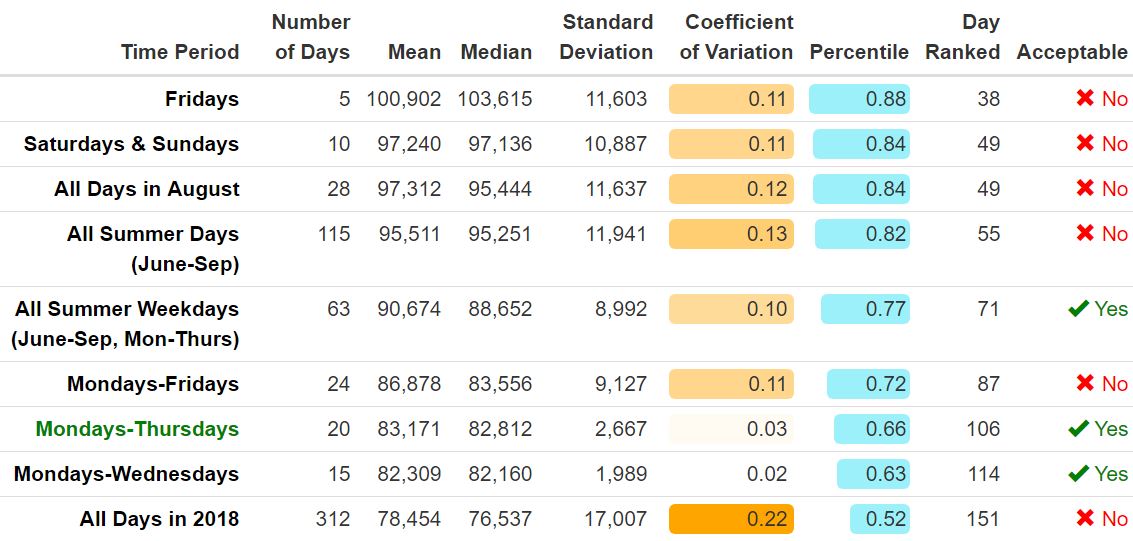 Time Period Number of Days Mean Median Standard Deviation Coefficient of Variation Percentile Day Ranked Acceptable
Fridays 5 100,902 103,615 11,603 0.11 0.88 38 ✖ No
Saturdays & Sundays 10 97,240 97,136 10,887 0.11 0.84 49 ✖ No
All Days in August 28 97,312 95,444 11,637 0.12 0.84 49 ✖ No
All Summer Days 115 95,511 95,251 11,941 0.13 0.82 55 ✖ No
(June-Sep)
All Summer Weekdays 63 90,674 88,652 8,992 0.10 0.77 71 ✔ Yes
(June-Sep, Mon-Thurs)
Mondays-Fridays 24 86,878 83,556 9,127 0.11 0.72 87 ✖ No
Mondays-Thursdays 20 83,171 82,812 2,667 0.03 0.66 106 ✔ Yes
Mondays-Wednesdays 15 82,309 82,160 1,989 0.02 0.63 114 ✔ Yes
All Days in 2018 312 78,454 76,537 17,007 0.22 0.52 151 ✖ No